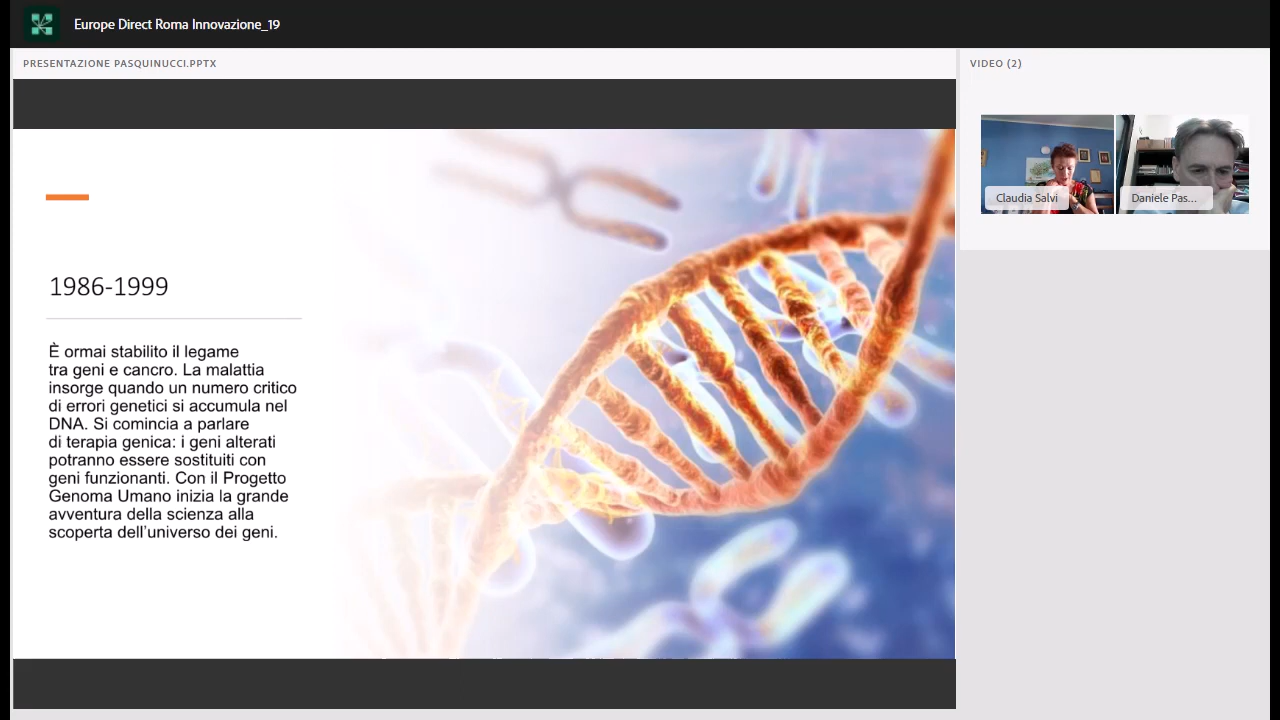 Europe Direct Roma Innovazione_19
PRESENTAZIONE PASQUINUCCI.PPTX
VIDEO (2)
Claudia Salvi
Daniele Pas...
1986-1999
È ormai stabilito il legame
tra geni e cancro. La malattia
insorge quando un numero critico
di errori genetici si accumula nel
DNA. Si comincia a parlare
di terapia genica: i geni alterati
potranno essere sostituiti con
geni funzionanti. Con il Progetto
Genoma Umano inizia la grande
avventura della scienza alla
scoperta dell’universo dei geni.